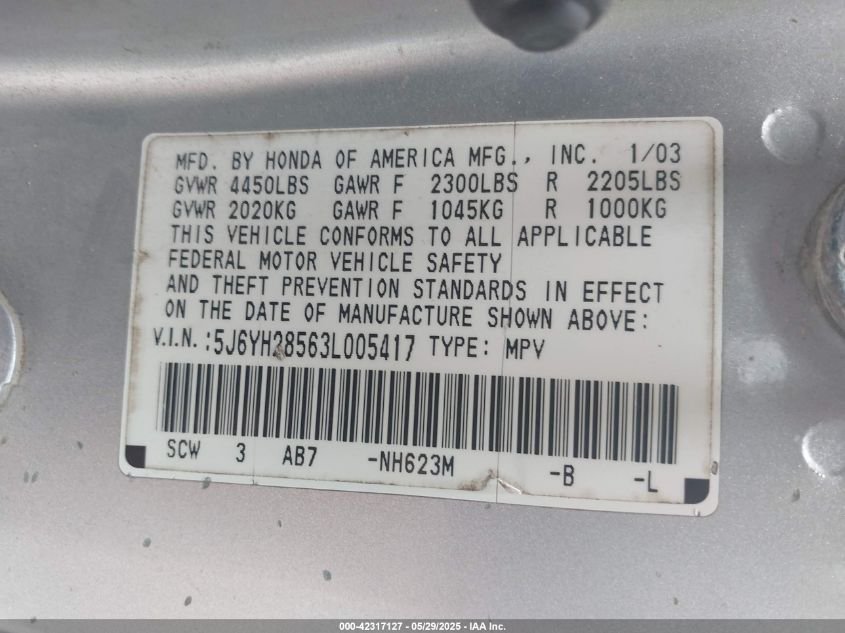 MFD. BY HONDA OF AMERICA MFG., INC. 1/03
GVWR 4450LBS GAWR F 2300LBS R 2205LBS
GVWR 2020KG GAWR F 1045KG R 1000KG
THIS VEHICLE CONFORMS TO ALL APPLICABLE
FEDERAL MOTOR VEHICLE SAFETY
AND THEFT PREVENTION STANDARDS IN EFFECT
ON THE DATE OF MANUFACTURE SHOWN ABOVE:
V.I.N.:5J6YH28563L005417 TYPE: MPV
SCW 3 AB7 -NH623M -B -L
000-42317127 - 05/29/2025 - IAA Inc.